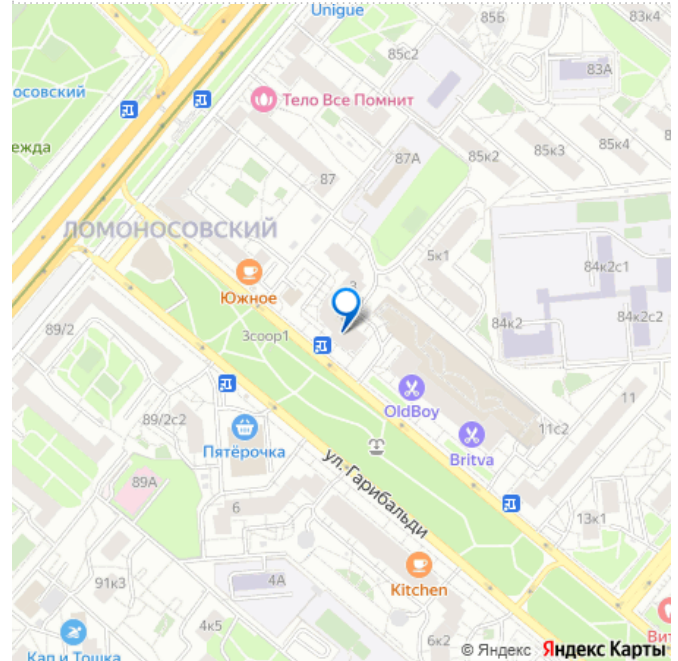 Unigue
85Б
83к4
85с2
83А
осовский
Тело Все Помнит
ежда
87А
85к2
85к3
85к4
8
87
ЛОМОНОСОВСКИЙ
5к1
84к2с1
3
Южное
89/2
3соор1
84к2
84к2с2
OldBoy
11
89/2с2
11с2
Пятёрочка
Britva
ул. Гарибальди
89А
6
13к1
4А
Kitchen
91к3
4к5
6к2
Кап и Тошка
Вит
© Яндекс Яндекс Карты